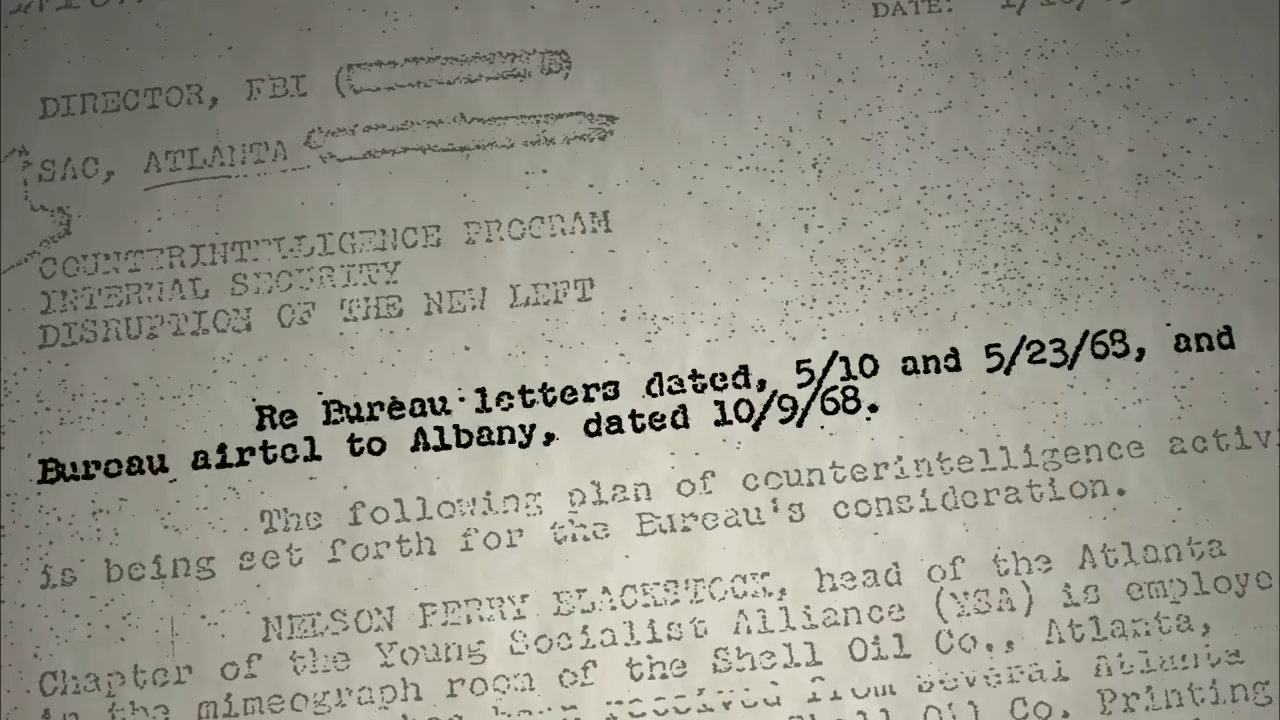 DATE:
DIRECTOR, FBI (
SAC, ATLANTA
COUNTERINTELLIGENCE PROGRAM
INTERNAL SECURITY
DISRUPTION OF THE NEW LEFT
Re Bureau letters dated, 5/10 and 5/23/68, and
Bureau airtel to Albany, dated 10/9/68.
The following plan of counterintelligence activ
is being set forth for the Bureau's consideration.
NELSON PERRY BLACKSTOCK, head of the Atlanta
Chapter of the Young Socialist Alliance (YSA) is employe
in the mimeograph room of the Shell Oil Co., Atlanta,
been received from several Atlanta
Oil Co. Printing